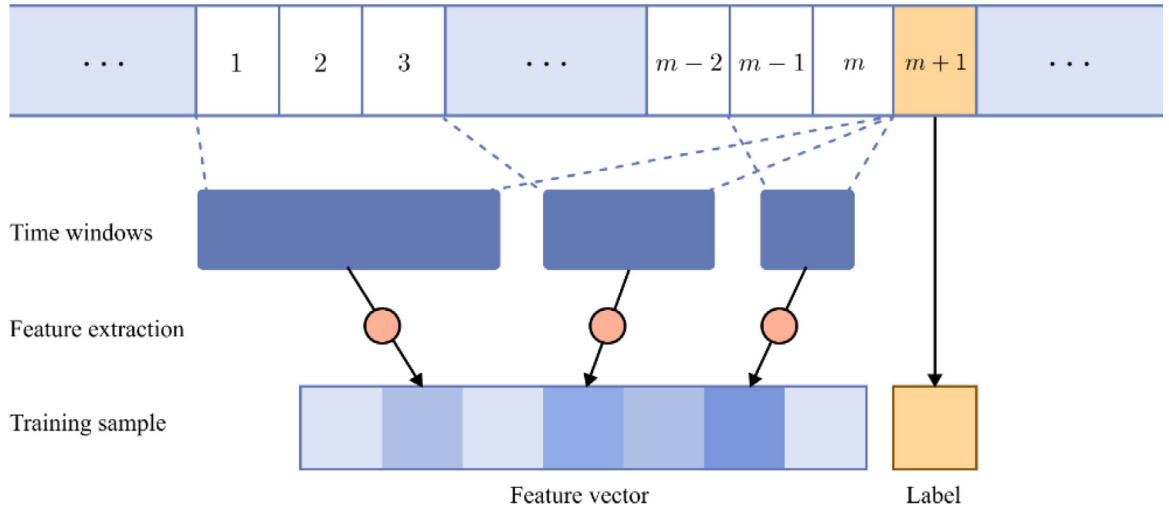 ··· 1 2 3 ··· m − 2 m − 1 m m + 1 ···
Time windows
Feature extraction
Training sample
Feature vector Label